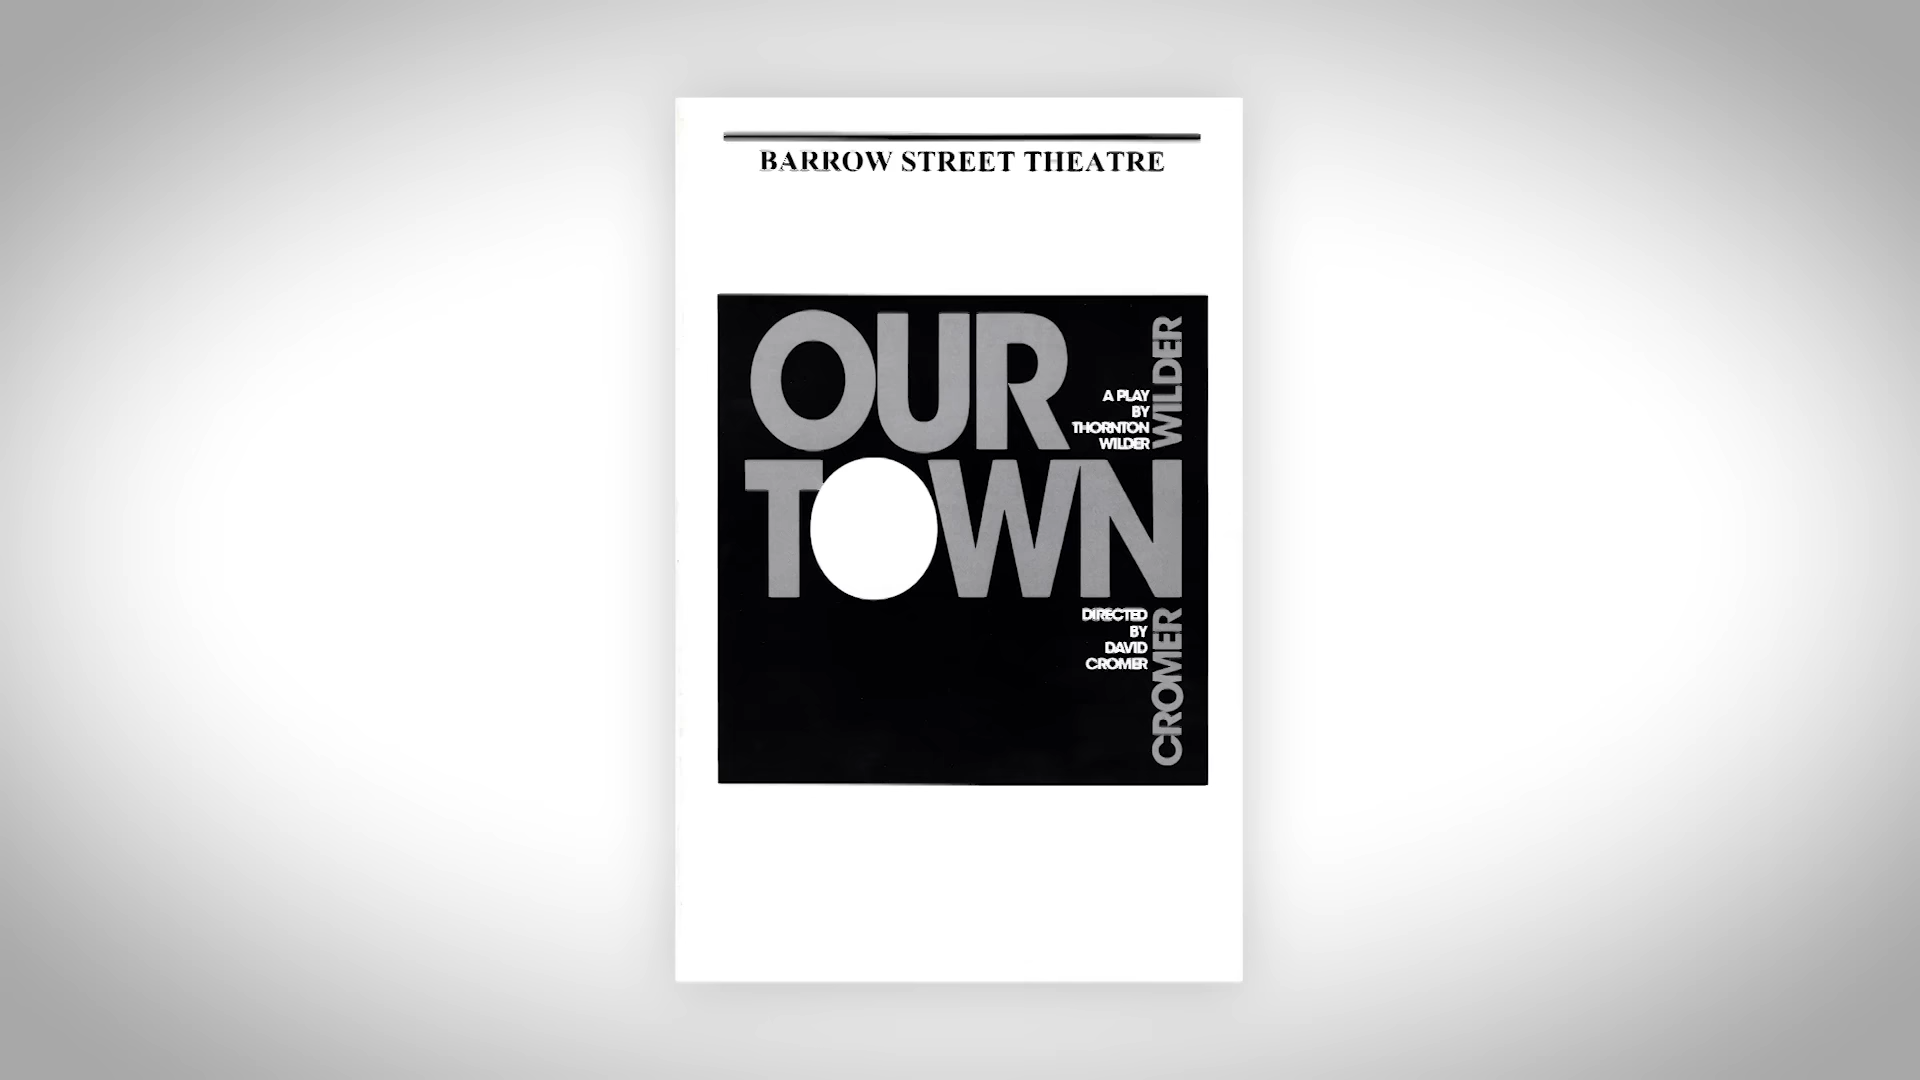 BARROW STREET THEATRE
OUR
A PLAY
BY
THORNTON
WILDER
WILDER
TOWN
DIRECTED
BY
DAVID
CROMER
CROMER